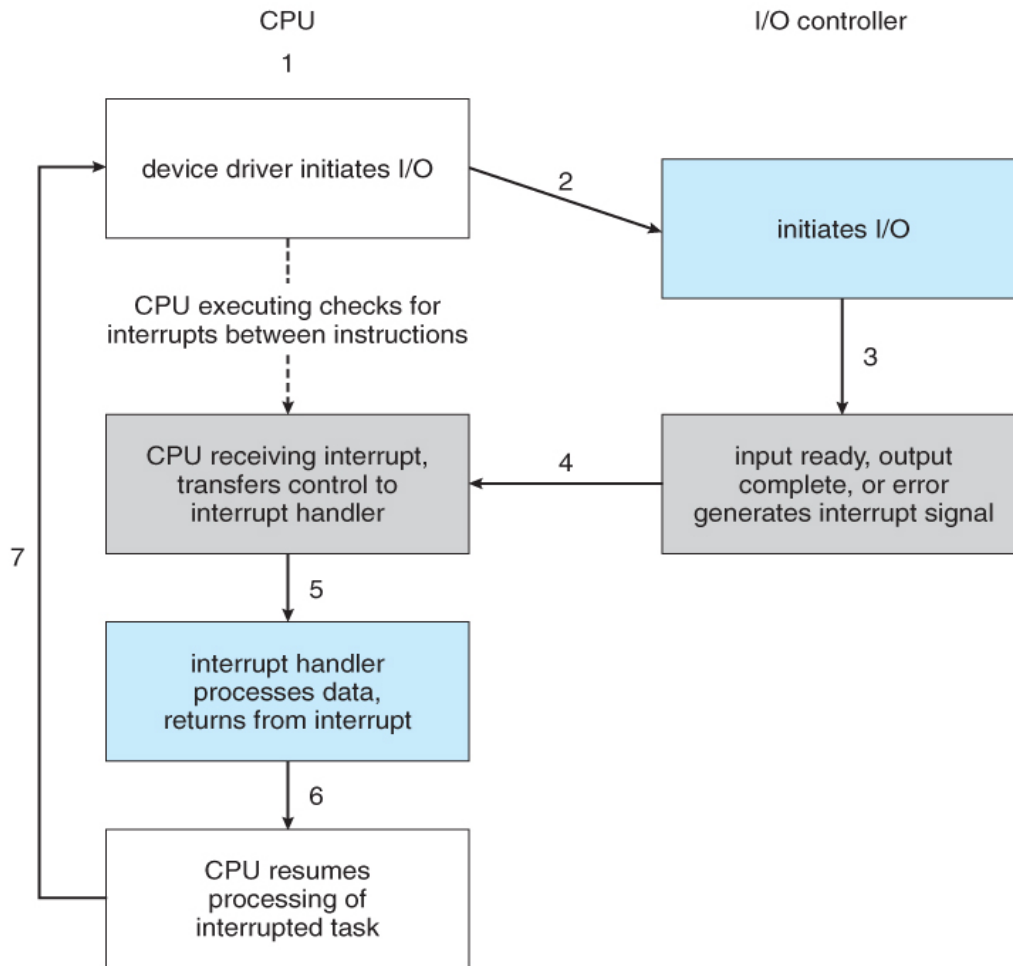 CPU
I/O controller
1
device driver initiates I/O
2
initiates I/O
CPU executing checks for
interrupts between instructions
3
CPU receiving interrupt,
transfers control to
interrupt handler
4
input ready, output
complete, or error
generates interrupt signal
7
5
interrupt handler
processes data,
returns from interrupt
6
CPU resumes
processing of
interrupted task